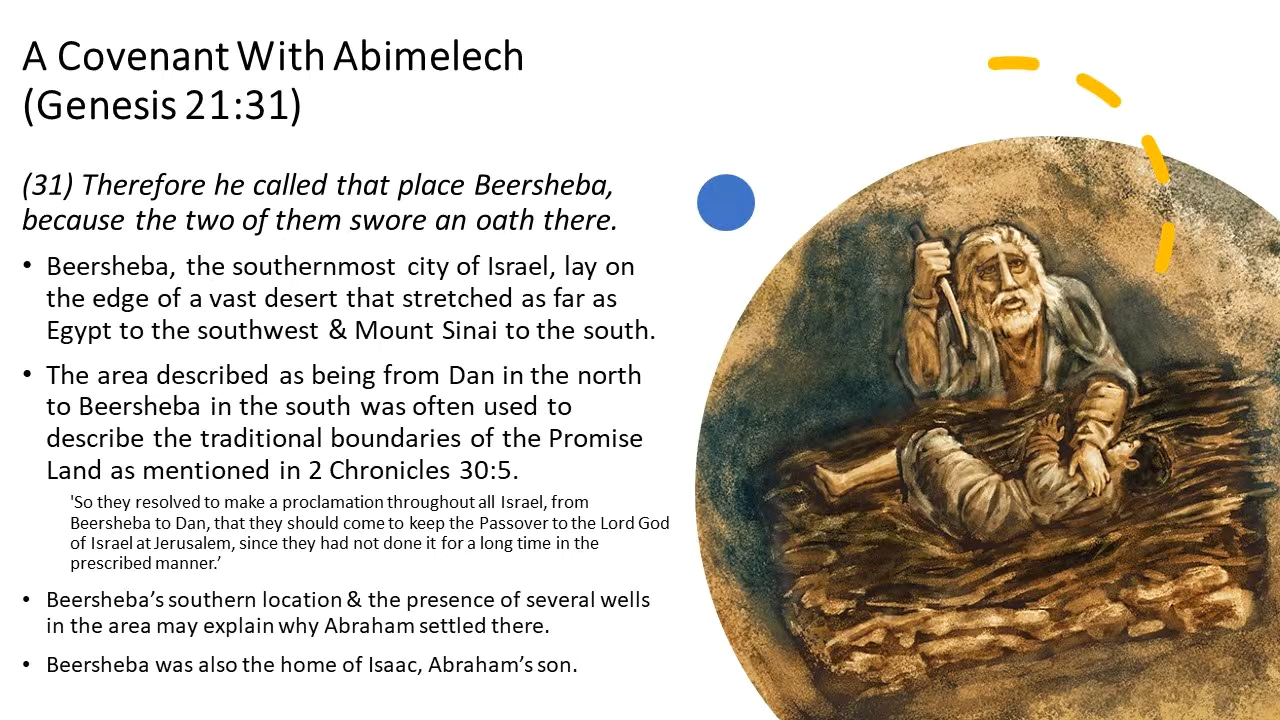 A Covenant With Abimelech
(Genesis 21:31)
(31) Therefore he called that place Beersheba,
because the two of them swore an oath there.
• Beersheba, the southernmost city of Israel, lay on
the edge of a vast desert that stretched as far as
Egypt to the southwest & Mount Sinai to the south.
• The area described as being from Dan in the north
to Beersheba in the south was often used to
describe the traditional boundaries of the Promise
Land as mentioned in 2 Chronicles 30:5.
'So they resolved to make a proclamation throughout all Israel, from
Beersheba to Dan, that they should come to keep the Passover to the Lord God
of Israel at Jerusalem, since they had not done it for a long time in the
prescribed manner.’
• Beersheba’s southern location & the presence of several wells
in the area may explain why Abraham settled there.
• Beersheba was also the home of Isaac, Abraham’s son.